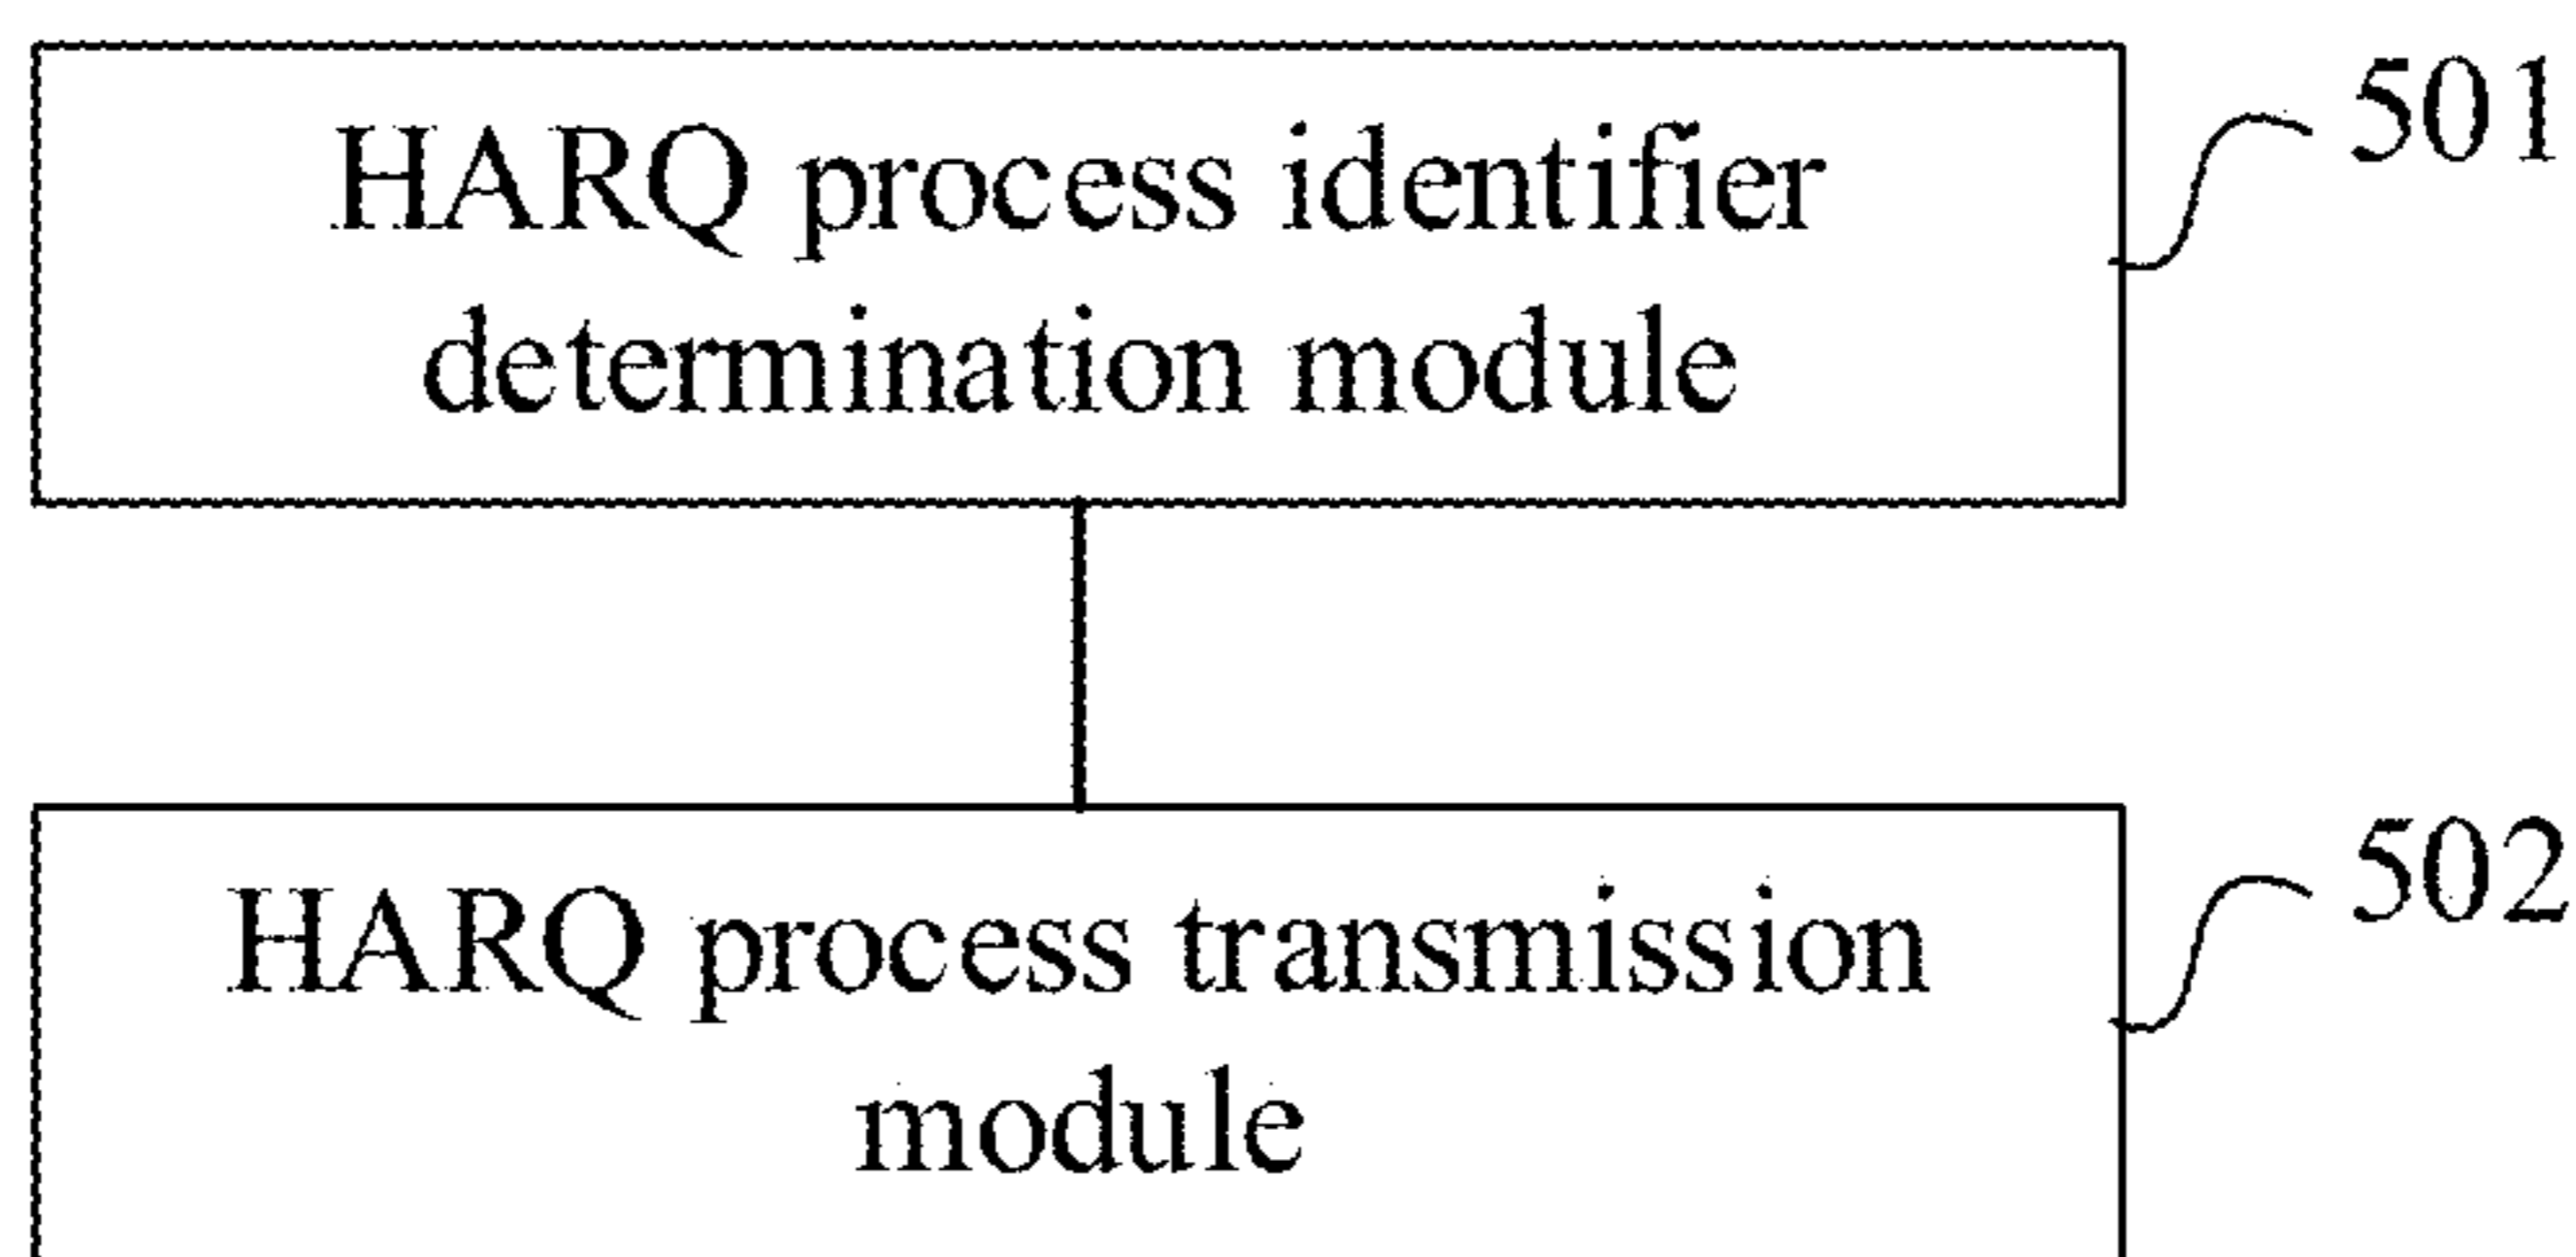 HARQ process identifier
determination module
501
HARQ process transmission
module
502